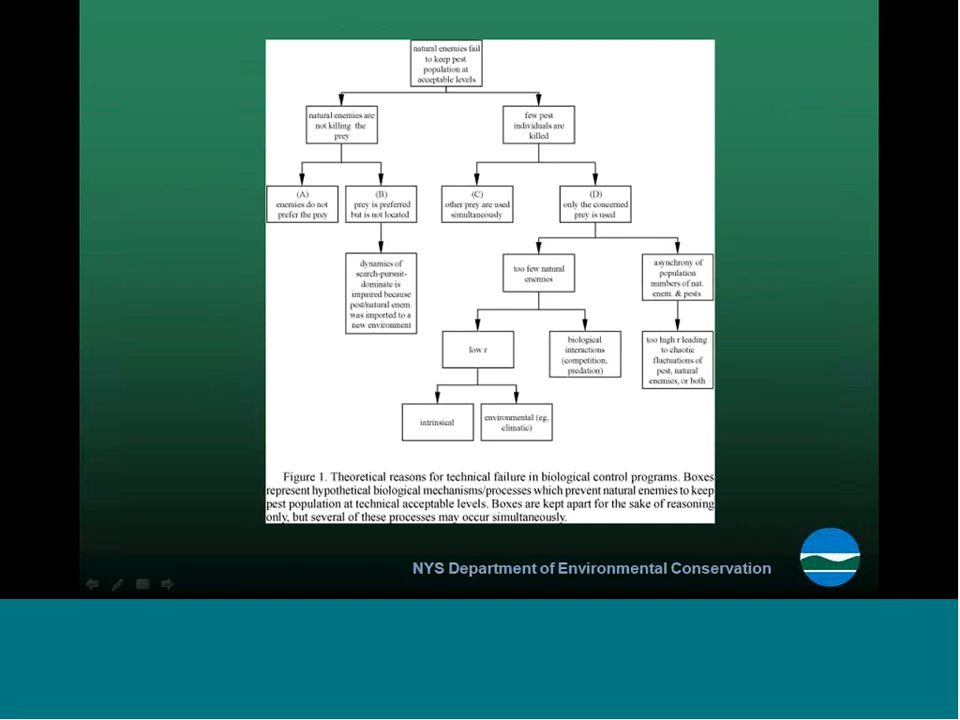 natural enemies fail
to keep pest
population at
acceptable levels
natural enemies are
not killing the
prey
few pest
individuals are
killed
(A)
enemies do not
prefer the prey
(B)
prey is preferred
but is not located
(C)
other prey are used
simultaneously
(D)
only the concerned
prey is used
dynamics of
search-pursuit-
dominate is
impaired because
pest/natural enem.
was imported to a
new environment
too few natural
enemies
asynchrony of
population
numbers of nat.
enem. & pests
low r
biological
interactions
(competition,
predation)
too high r leading
to chaotic
fluctuations of
pest, natural
enemies, or both
intrinsical
environmental (eg,
climatic)
Figure 1. Theoretical reasons for technical failure in biological control programs. Boxes
represent hypothetical biological mechanisms/processes which prevent natural enemies to keep
pest population at technical acceptable levels. Boxes are kept apart for the sake of reasoning
only, but several of these processes may occur simultaneously.
NYS Department of Environmental Conservation